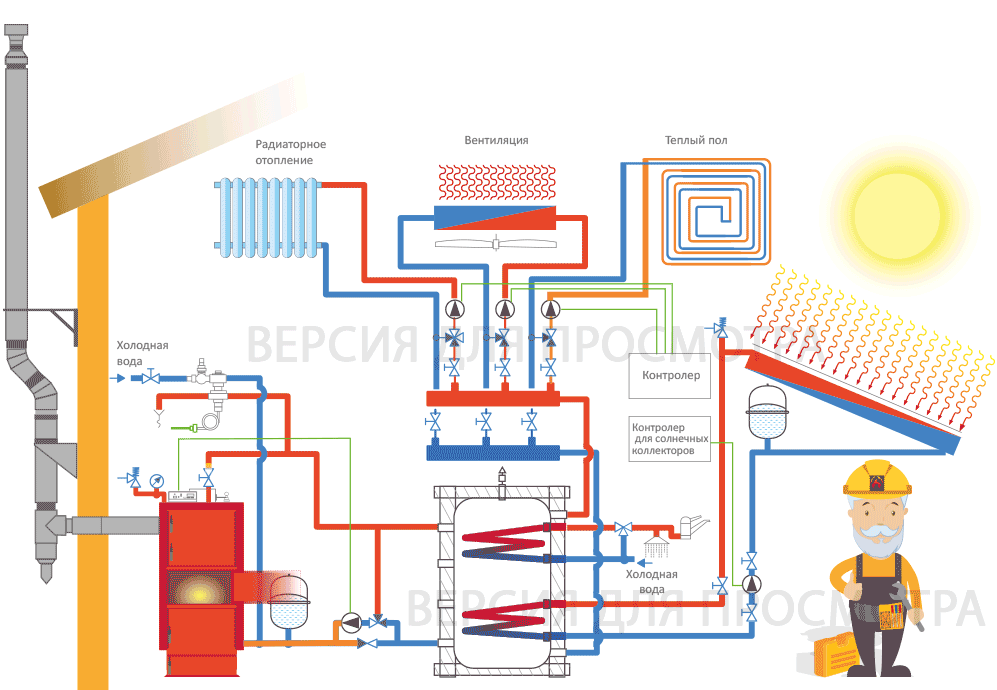 Радиаторное
отопление
Вентиляция
Теплый пол
ВЕРСИЯ ДЛЯ ПРОСМОТРА
Холодная
вода
Контролер
Контролер
для солнечных
коллекторов
Холодная
вода
ВЕРСИЯ ДЛЯ ПРОСМОТРА